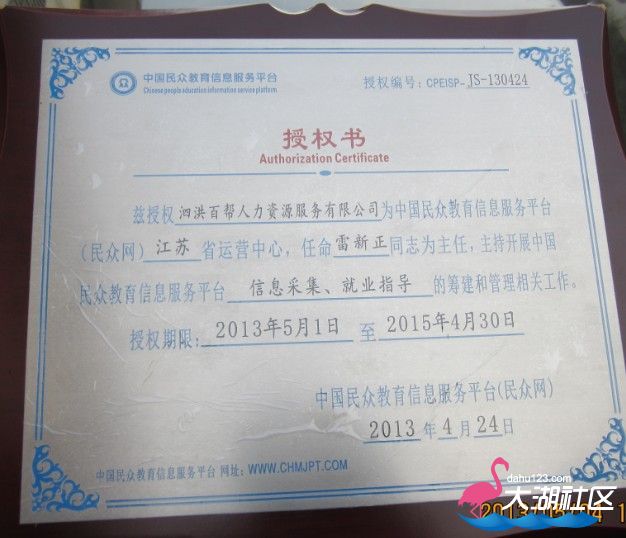 中国民众教育信息服务平台
Chinese people education information service platform
授权编号: CPEISP-JS-130424
授权书
Authorization Certificate
兹授权 泗洪百帮人力资源服务有限公司为中国民众教育信息服务平台
(民众网) 江苏 省运营中心, 任命雷新正同志为主任, 主持开展中国
民众教育信息服务平台 信息采集、就业指导 的筹建和管理相关工作。
授权期限: 2013年5月1日 至 2015年4月30日
中国民众教育信息服务平台(民众网)
2013 年 4 月 24 日
中国民众教育信息服务平台 网址: WWW.CHMJPT.COM
dahu123.com
大湖社区